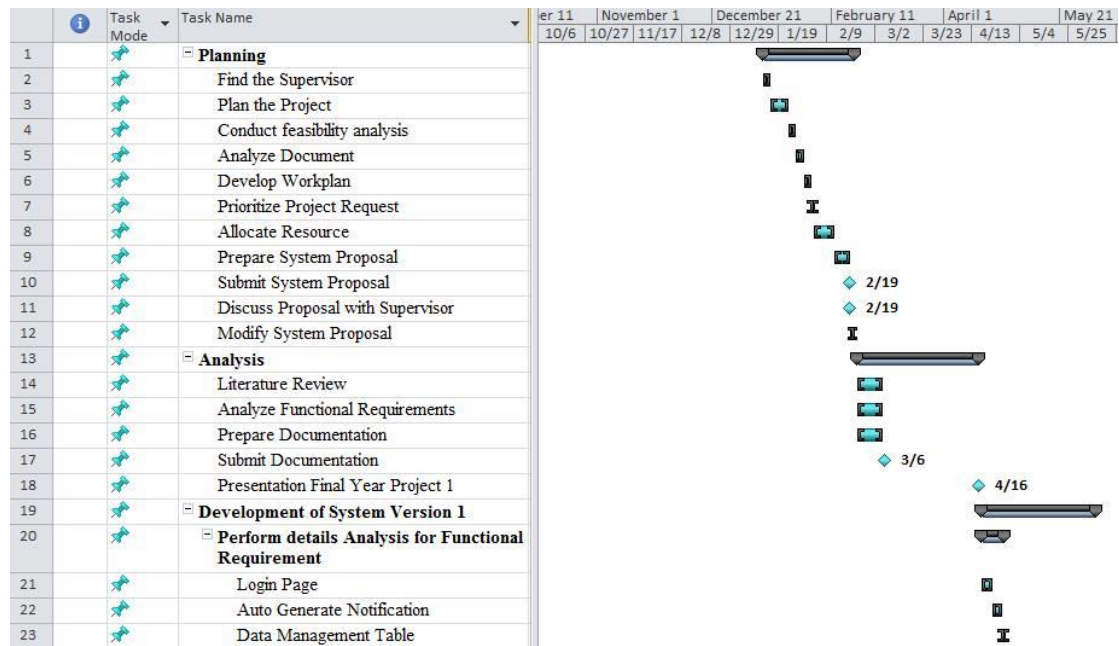 Task Mode Task Name er 11 November 1 December 21 February 11 April 1 May 21
10/6 10/27 11/17 12/8 12/29 1/19 2/9 3/2 3/23 4/13 5/4 5/25
1 Planning
2 Find the Supervisor
3 Plan the Project
4 Conduct feasibility analysis
5 Analyze Document
6 Develop Workplan
7 Prioritize Project Request
8 Allocate Resource
9 Prepare System Proposal
10 Submit System Proposal 2/19
11 Discuss Proposal with Supervisor 2/19
12 Modify System Proposal
13 Analysis
14 Literature Review
15 Analyze Functional Requirements
16 Prepare Documentation
17 Submit Documentation 3/6
18 Presentation Final Year Project 1 4/16
19 Development of System Version 1
20 Perform details Analysis for Functional
Requirement
21 Login Page
22 Auto Generate Notification
23 Data Management Table